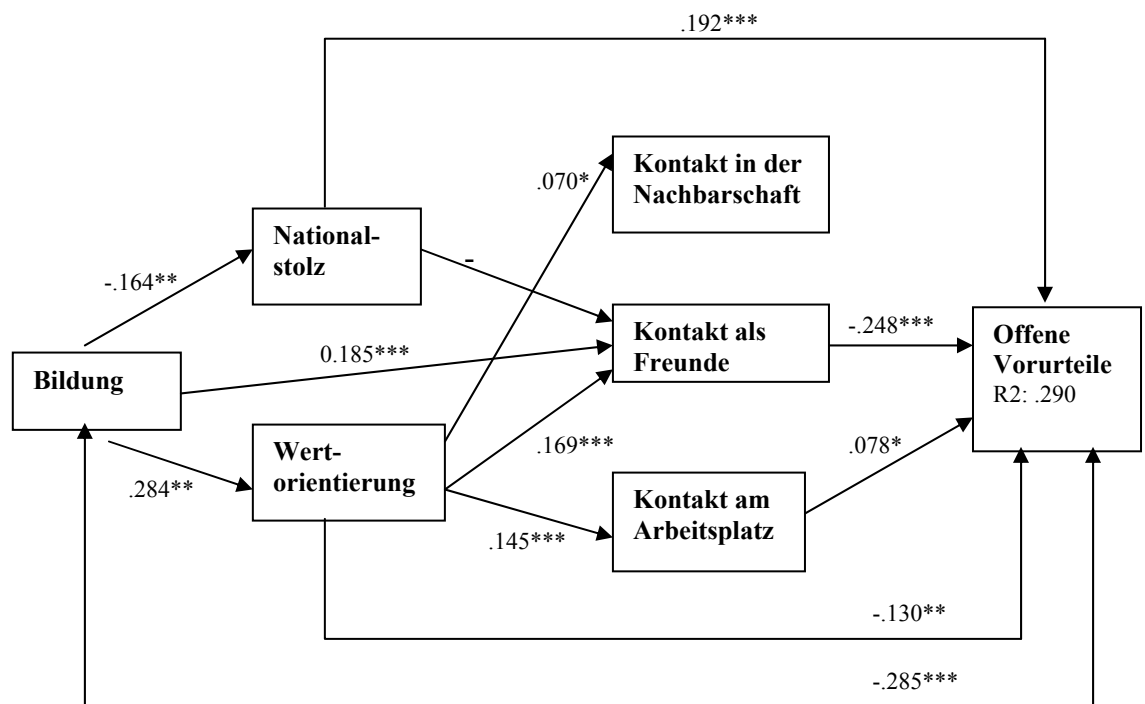 .192***
Kontakt in der
Nachbarschaft
.070*
National-
stolz
-
-.164**
Kontakt als
Freunde
-.248***
Offene
Vorurteile
R2: .290
0.185***
Bildung
Wert-
orientierung
.169***
.078*
.284**
Kontakt am
Arbeitsplatz
.145***
-.130**
-.285***